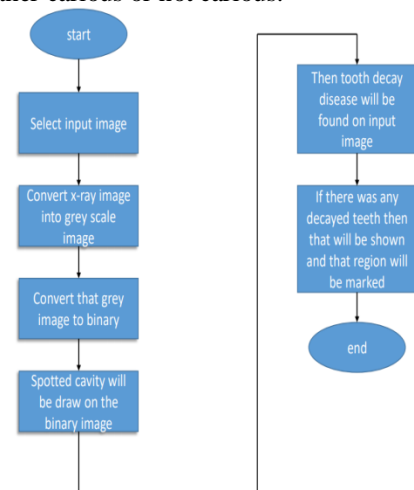 start
Select input image
Convert x-ray image
into grey scale
image
Convert that grey
image to binary
Spotted cavity will
be draw on the
binary image
Then tooth decay
disease will be
found on input
image
If there was any
decayed teeth then
that will be shown
and that region will
be marked
end